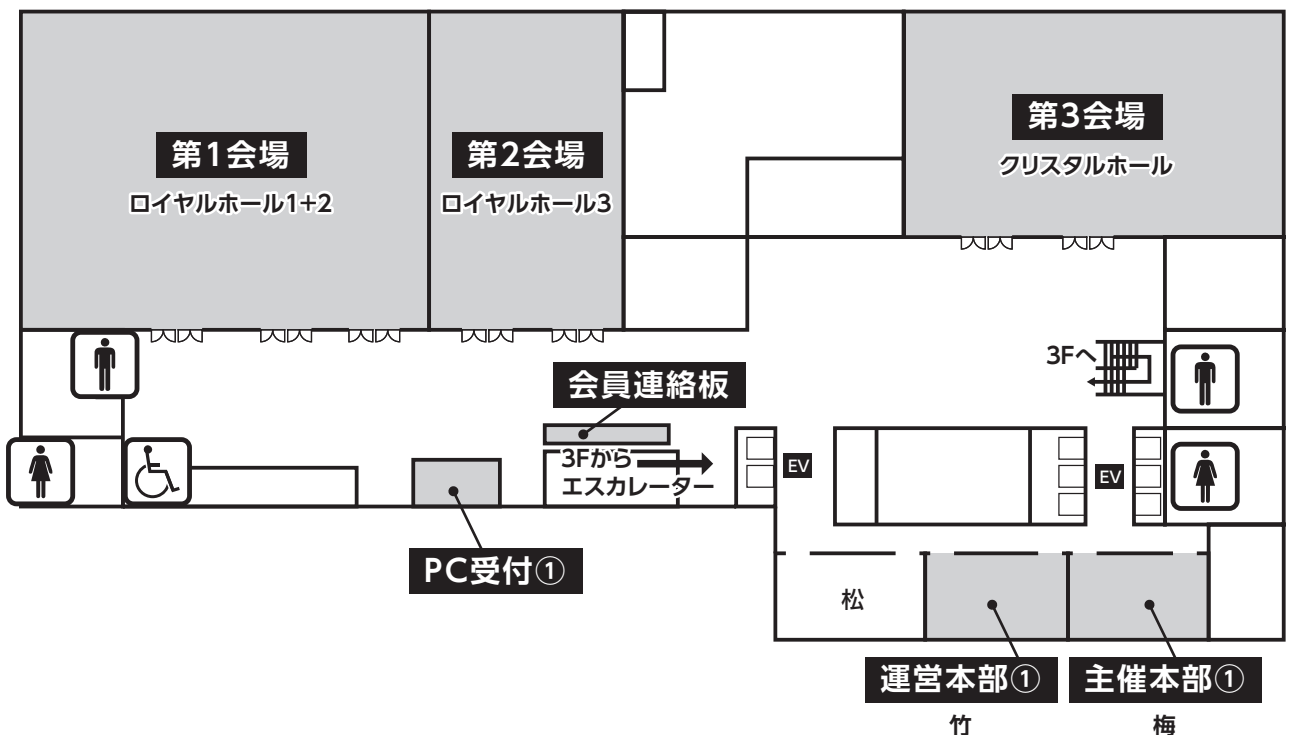 第1会場
ロイヤルホール1+2
第2会場
ロイヤルホール3
第3会場
クリスタルホール
3Fへ
会員連絡板
3Fから
エスカレーター
EV
EV
PC受付①
松
運営本部①
竹
主催本部①
梅